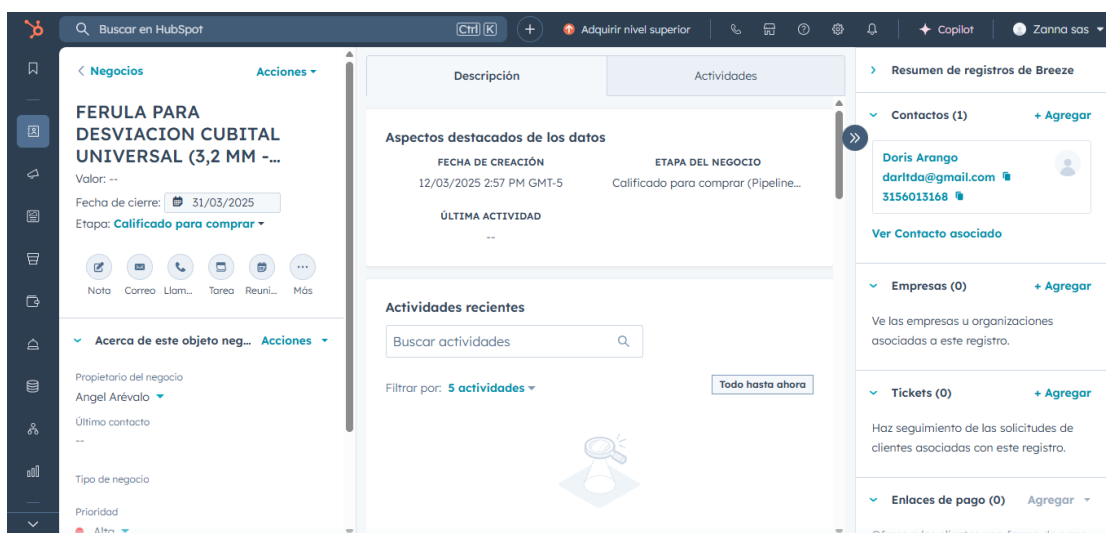 Buscar en HubSpot
Ctrl K
Adquirir nivel superior
Copilot
Zanna sas
Negocios
Acciones
FERULA PARA
DESVIACION CUBITAL
UNIVERSAL (3,2 MM -...
Valor: --
Fecha de cierre: 31/03/2025
Etapa: Calificado para comprar
Nota Correo Llam... Tarea Reuni... Más
Acerca de este objeto neg... Acciones
Propietario del negocio
Angel Arévalo
Último contacto
--
Tipo de negocio
Prioridad
Alta
Descripción
Actividades
Aspectos destacados de los datos
FECHA DE CREACIÓN
12/03/2025 2:57 PM GMT-5
ETAPA DEL NEGOCIO
Calificado para comprar (Pipeline...
ÚLTIMA ACTIVIDAD
--
Actividades recientes
Buscar actividades
Filtrar por: 5 actividades
Todo hasta ahora
Resumen de registros de Breeze
Contactos (1)
+ Agregar
Doris Arango
darltda@gmail.com
3156013168
Ver Contacto asociado
Empresas (0)
+ Agregar
Ve las empresas u organizaciones
asociadas a este registro.
Tickets (0)
+ Agregar
Haz seguimiento de las solicitudes de
clientes asociadas con este registro.
Enlaces de pago (0)
Agregar